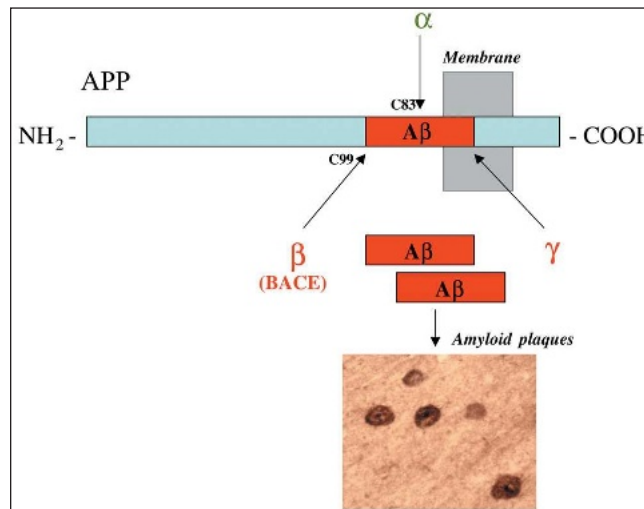 α
Membrane
APP
C83
NH2 -
Aβ
- COOH
C99
β
(BACE)
γ
Aβ
Aβ
Amyloid plaques